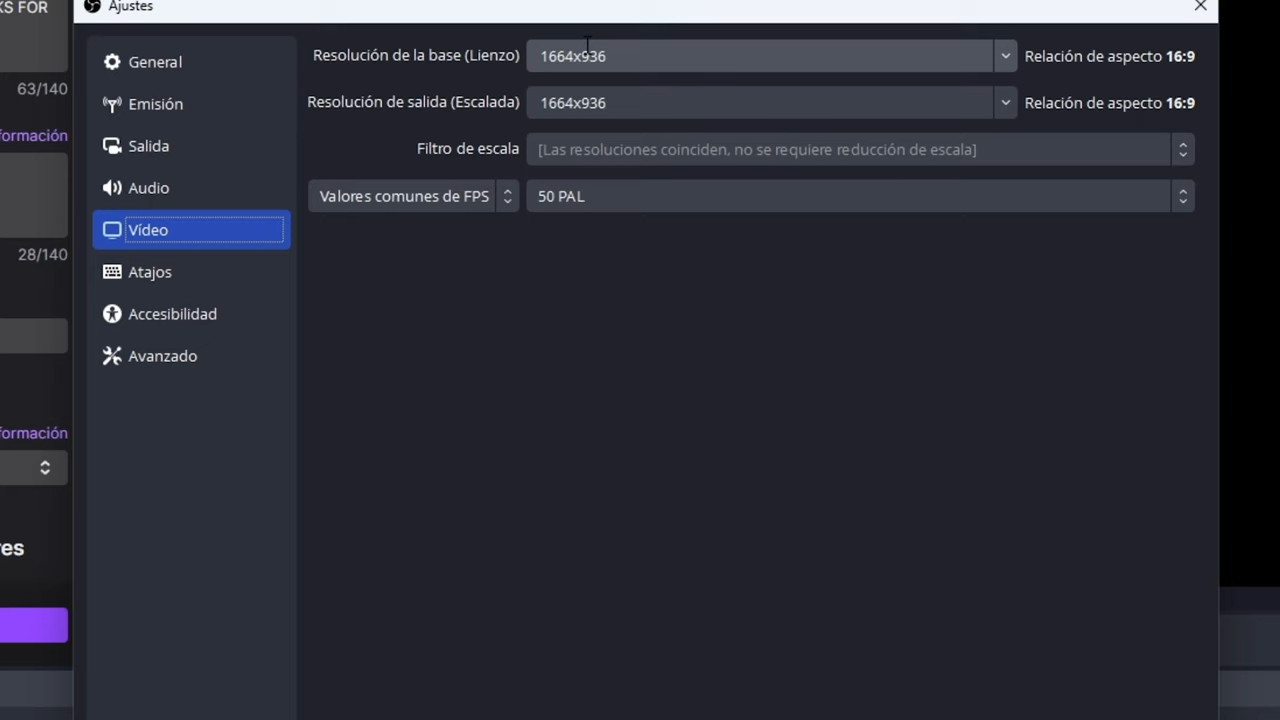 KS FOR
63/140
formación
28/140
formación
res
Ajustes
General
Emisión
Salida
Audio
Vídeo
Atajos
Accesibilidad
Avanzado
Resolución de la base (Lienzo) 1664x936 Relación de aspecto 16:9
Resolución de salida (Escalada) 1664x936 Relación de aspecto 16:9
Filtro de escala [Las resoluciones coinciden, no se requiere reducción de escala]
Valores comunes de FPS 50 PAL